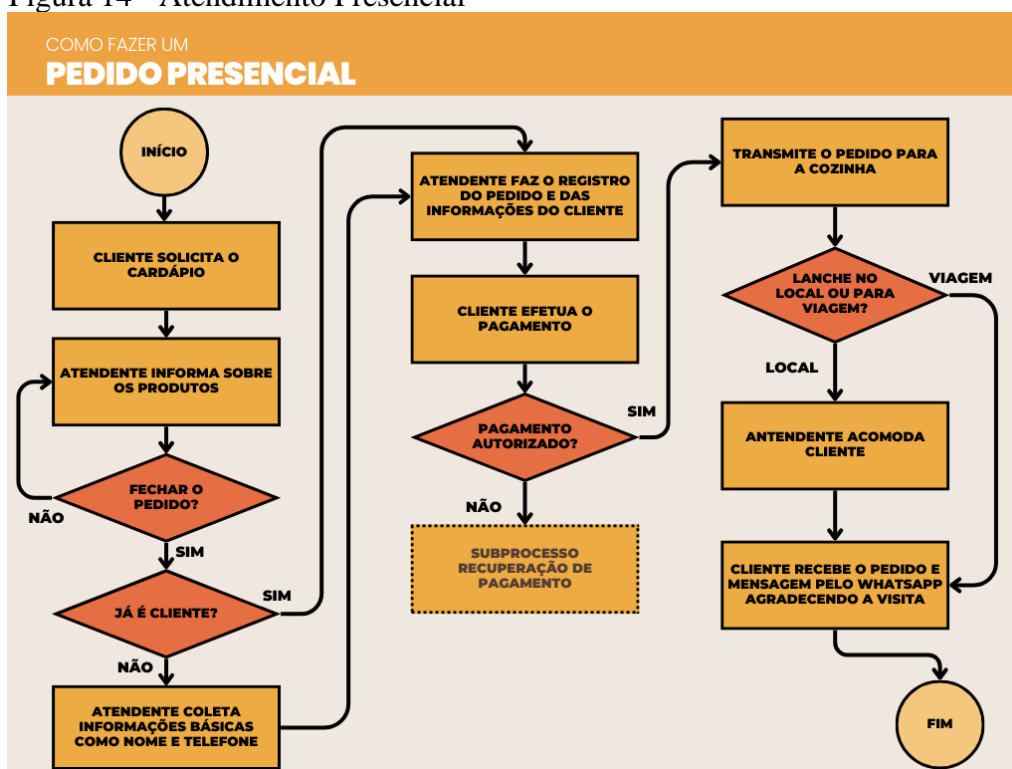 Figura 14 - Atendimento Presencial
COMO FAZER UM
PEDIDO PRESENCIAL
INÍCIO
CLIENTE SOLICITA O
CARDÁPIO
ATENDENTE INFORMA SOBRE
OS PRODUTOS
FECHAR O
PEDIDO?
NÃO
SIM
JÁ É CLIENTE?
SIM
NÃO
ATENDENTE COLETA
INFORMAÇÕES BÁSICAS
COMO NOME E TELEFONE
ATENDENTE FAZ O REGISTRO
DO PEDIDO E DAS
INFORMAÇÕES DO CLIENTE
CLIENTE EFETUA O
PAGAMENTO
PAGAMENTO
AUTORIZADO?
SIM
NÃO
SUBPROCESSO
RECUPERAÇÃO DE
PAGAMENTO
TRANSMITE O PEDIDO PARA
A COZINHA
LANCHE NO
LOCAL OU PARA
VIAGEM?
VIAGEM
LOCAL
ANTENDENTE ACOMODA
CLIENTE
CLIENTE RECEBE O PEDIDO E
MENSAGEM PELO WHATSAPP
AGRADECENDO A VISITA
FIM